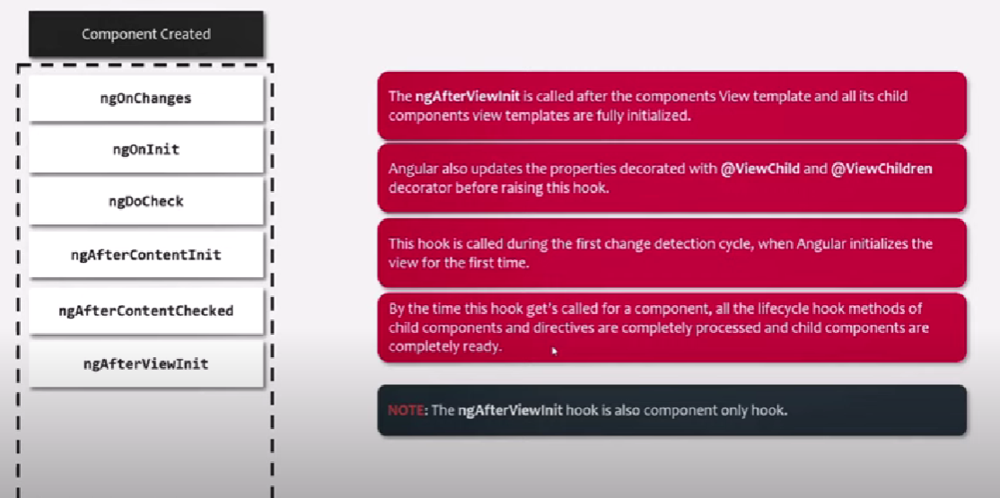 Component Created
ngOnChanges
ngOnInit
ngDoCheck
ngAfterContentInit
ngAfterContentChecked
ngAfterViewInit
The ngAfterViewInit is called after the components View template and all its child
components view templates are fully initialized.
Angular also updates the properties decorated with @ViewChild and @ViewChildren
decorator before raising this hook.
This hook is called during the first change detection cycle, when Angular initializes the
view for the first time.
By the time this hook get's called for a component, all the lifecycle hook methods of
child components and directives are completely processed and child components are
completely ready.
NOTE: The ngAfterViewInit hook is also component only hook.